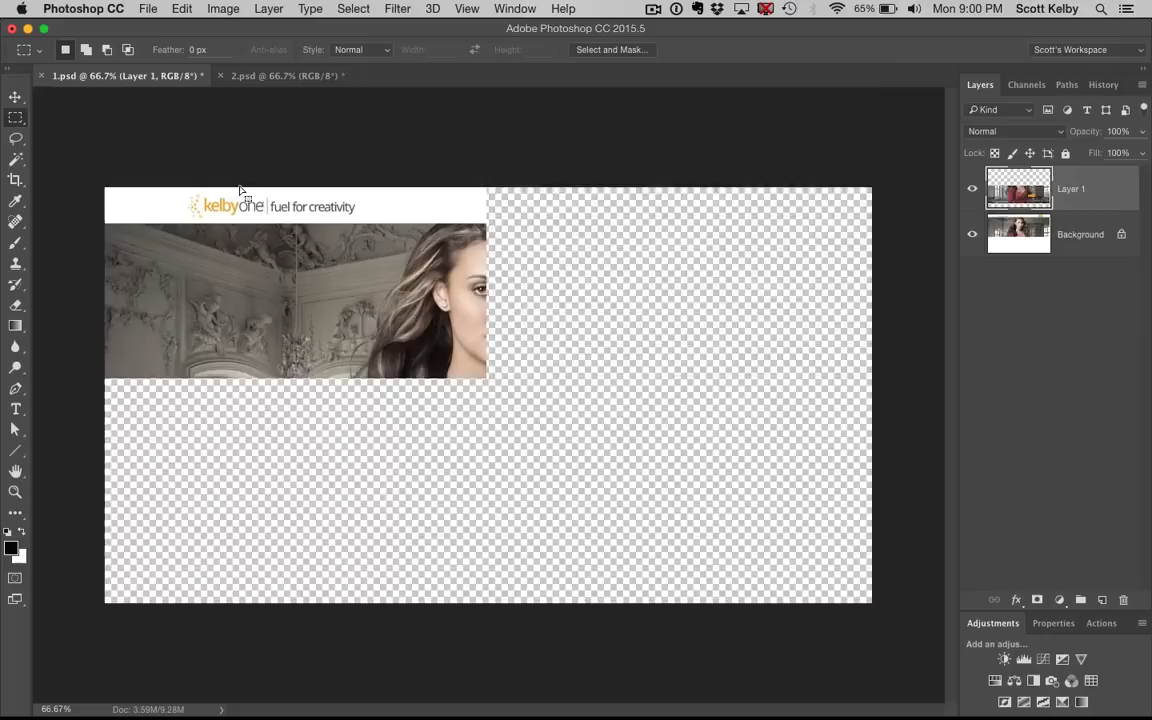 Photoshop CC File Edit Image Layer Type Select Filter 3D View Window Help 65% Mon 9:00 PM Scott Kelby
Adobe Photoshop CC 2015.5
Feather: 0 px Anti-alias Style: Normal Width: Height: Select and Mask... Scott's Workspace
1.psd @ 66.7% (Layer 1, RGB/8*) * 2.psd @ 66.7% (RGB/8*) *
Layers Channels Paths History
Kind
Normal Opacity: 100%
Lock: Fill: 100%
Layer 1
Background
kelbyone fuel for creativity
Adjustments Properties Actions
Add an adjus...
66.67% Doc: 3.59M/9.28M